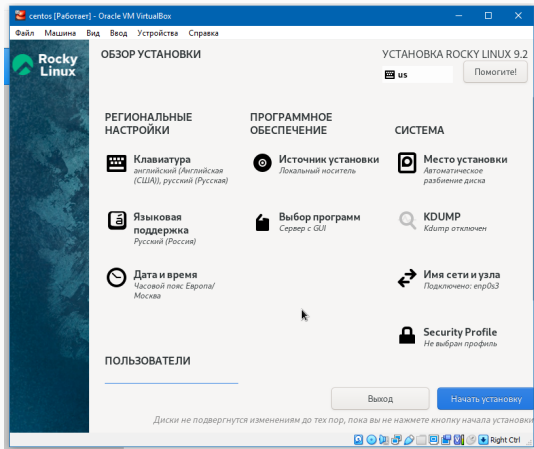 centos [Работает] - Oracle VM VirtualBox
Файл Машина Вид Ввод Устройства Справка
Rocky
Linux
ОБЗОР УСТАНОВКИ
УСТАНОВКА ROCKY LINUX 9.2
us
Помогите!
РЕГИОНАЛЬНЫЕ
НАСТРОЙКИ
Клавиатура
английский (Английская
(США)), русский (Русская)
Языковая
поддержка
Русский (Россия)
Дата и время
Часовой пояс Европа/
Москва
ПРОГРАММНОЕ
ОБЕСПЕЧЕНИЕ
Источник установки
Локальный носитель
Выбор программ
Сервер с GUI
СИСТЕМА
Место установки
Автоматическое
разбиение диска
KDUMP
Kdump отключен
Имя сети и узла
Подключено: enp0s3
Security Profile
Не выбран профиль
ПОЛЬЗОВАТЕЛИ
Выход
Начать установку
Диски не подвергнутся изменениям до тех пор, пока вы не нажмете кнопку начала установки
Right Ctrl